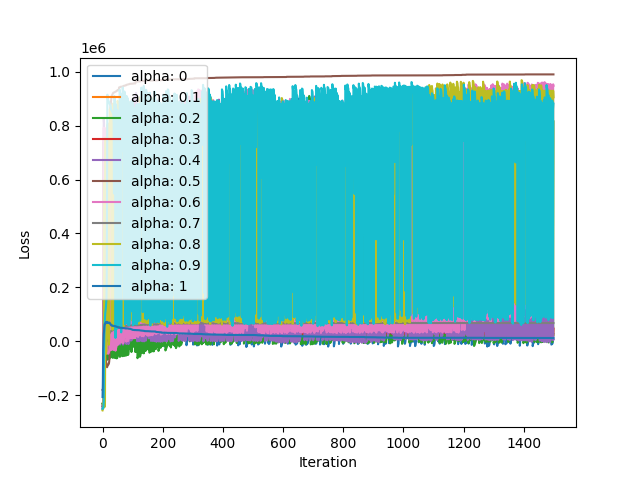 1e6
1.0
0.8
0.6
0.4
0.2
0.0
−0.2
Loss
alpha: 0
alpha: 0.1
alpha: 0.2
alpha: 0.3
alpha: 0.4
alpha: 0.5
alpha: 0.6
alpha: 0.7
alpha: 0.8
alpha: 0.9
alpha: 1
0 200 400 600 800 1000 1200 1400
Iteration